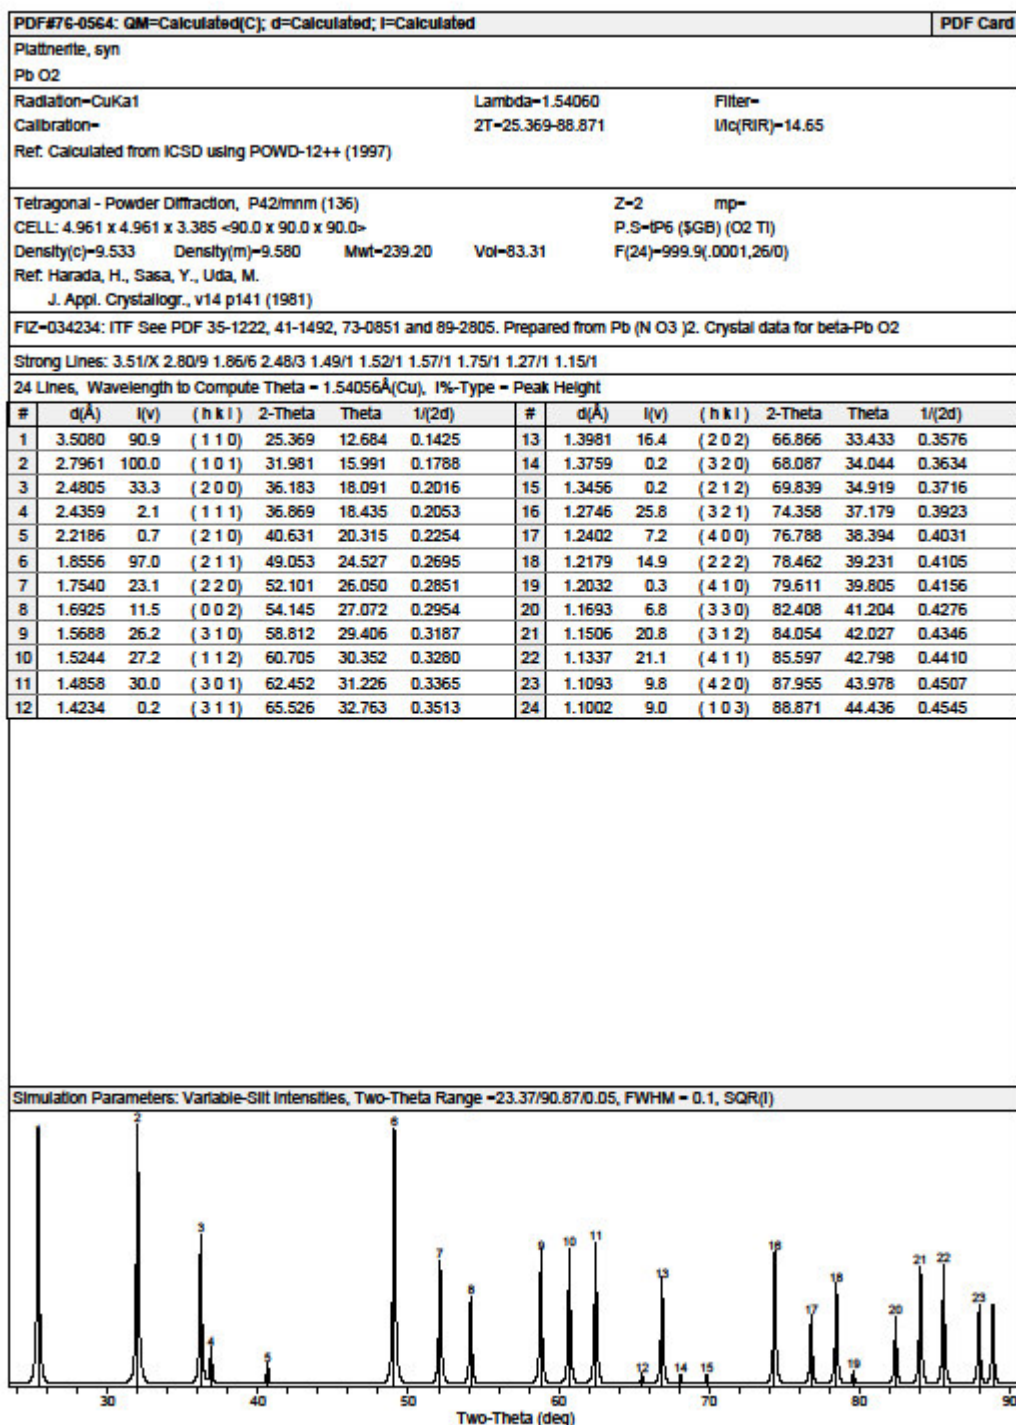 PDF#76-0564: QM=Calculated(C); d=Calculated; I=Calculated PDF Card
Plattnerite, syn
Pb O2
Radiation=CuKa1 Lambda=1.54060 Filter=
Calibration= 2T=25.369-88.871 I/Ic(RIR)=14.65
Ref: Calculated from ICSD using POWD-12++ (1997)
Tetragonal - Powder Diffraction, P42/mnm (136) Z=2 mp=
CELL: 4.961 x 4.961 x 3.385 <90.0 x 90.0 x 90.0> P.S=tP6 ($GB) (O2 Ti)
Density(c)=9.533 Density(m)=9.580 Mwt=239.20 Vol=83.31 F(24)=999.9(.0001,26/0)
Ref: Harada, H., Sasa, Y., Uda, M.
J. Appl. Crystallogr., v14 p141 (1981)
FIZ=034234: ITF See PDF 35-1222, 41-1492, 73-0851 and 89-2805. Prepared from Pb (N O3 )2. Crystal data for beta-Pb O2
Strong Lines: 3.51/X 2.80/9 1.86/6 2.48/3 1.49/1 1.52/1 1.57/1 1.75/1 1.27/1 1.15/1
24 Lines, Wavelength to Compute Theta = 1.54056Å(Cu), I%-Type = Peak Height
# d(Å) I(v) ( h k l ) 2-Theta Theta 1/(2d) # d(Å) I(v) ( h k l ) 2-Theta Theta 1/(2d)
1 3.5080 90.9 ( 1 1 0) 25.369 12.684 0.1425 13 1.3981 16.4 ( 2 0 2) 66.866 33.433 0.3576
2 2.7961 100.0 ( 1 0 1) 31.981 15.991 0.1788 14 1.3759 0.2 ( 3 2 0) 68.087 34.044 0.3634
3 2.4805 33.3 ( 2 0 0) 36.183 18.091 0.2016 15 1.3456 0.2 ( 2 1 2) 69.839 34.919 0.3716
4 2.4359 2.1 ( 1 1 1) 36.869 18.435 0.2053 16 1.2746 25.8 ( 3 2 1) 74.358 37.179 0.3923
5 2.2186 0.7 ( 2 1 0) 40.631 20.315 0.2254 17 1.2402 7.2 ( 4 0 0) 76.788 38.394 0.4031
6 1.8556 97.0 ( 2 1 1) 49.053 24.527 0.2695 18 1.2179 14.9 ( 2 2 2) 78.462 39.231 0.4105
7 1.7540 23.1 ( 2 2 0) 52.101 26.050 0.2851 19 1.2032 0.3 ( 4 1 0) 79.611 39.805 0.4156
8 1.6925 11.5 ( 0 0 2) 54.145 27.072 0.2954 20 1.1693 6.8 ( 3 3 0) 82.408 41.204 0.4276
9 1.5688 26.2 ( 3 1 0) 58.812 29.406 0.3187 21 1.1506 20.8 ( 3 1 2) 84.054 42.027 0.4346
10 1.5244 27.2 ( 1 1 2) 60.705 30.352 0.3280 22 1.1337 21.1 ( 4 1 1) 85.597 42.798 0.4410
11 1.4858 30.0 ( 3 0 1) 62.452 31.226 0.3365 23 1.1093 9.8 ( 4 2 0) 87.955 43.978 0.4507
12 1.4234 0.2 ( 3 1 1) 65.526 32.763 0.3513 24 1.1002 9.0 ( 1 0 3) 88.871 44.436 0.4545
Simulation Parameters: Variable-Slit Intensities, Two-Theta Range =23.37/90.87/0.05, FWHM = 0.1, SQR(I)
2 3 4 5 6 7 8 9 10 11 12 13 14 15 16 17 18 19 20 21 22 23
30 40 50 60 70 80 90
Two-Theta (deg)